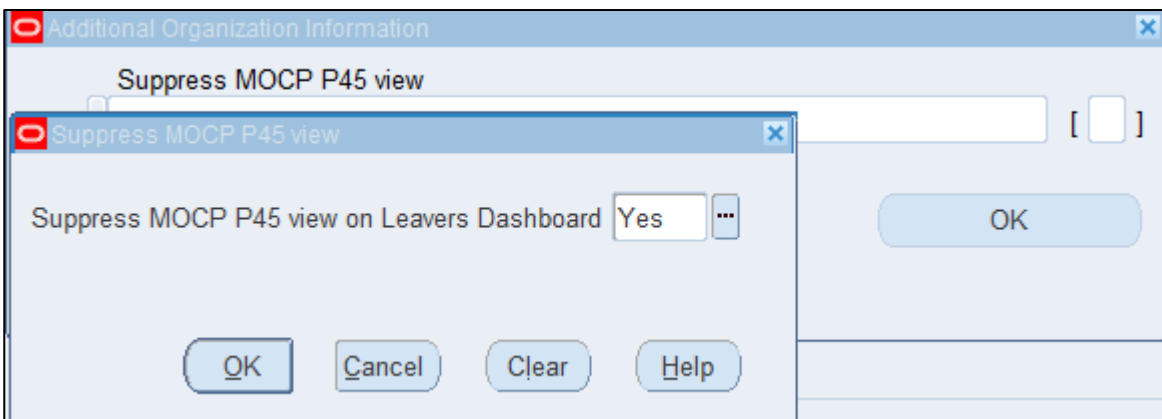 Additional Organization Information
Suppress MOCP P45 view
[ ]
Suppress MOCP P45 view
Suppress MOCP P45 view on Leavers Dashboard Yes ...
OK
OK Cancel Clear Help